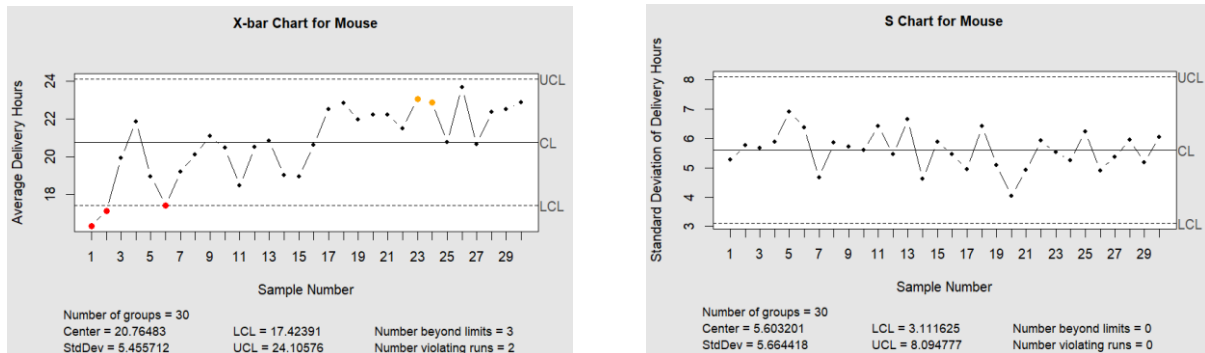 X-bar Chart for Mouse
Average Delivery Hours
24
22
20
18
UCL
CL
LCL
1 3 5 7 9 11 13 15 17 19 21 23 25 27 29
Sample Number
Number of groups = 30
Center = 20.76483 LCL = 17.42391 Number beyond limits = 3
StdDev = 5.455712 UCL = 24.10576 Number violating runs = 2
S Chart for Mouse
Standard Deviation of Delivery Hours
8
7
6
5
4
3
UCL
CL
LCL
1 3 5 7 9 11 13 15 17 19 21 23 25 27 29
Sample Number
Number of groups = 30
Center = 5.603201 LCL = 3.111625 Number beyond limits = 0
StdDev = 5.664418 UCL = 8.094777 Number violating runs = 0